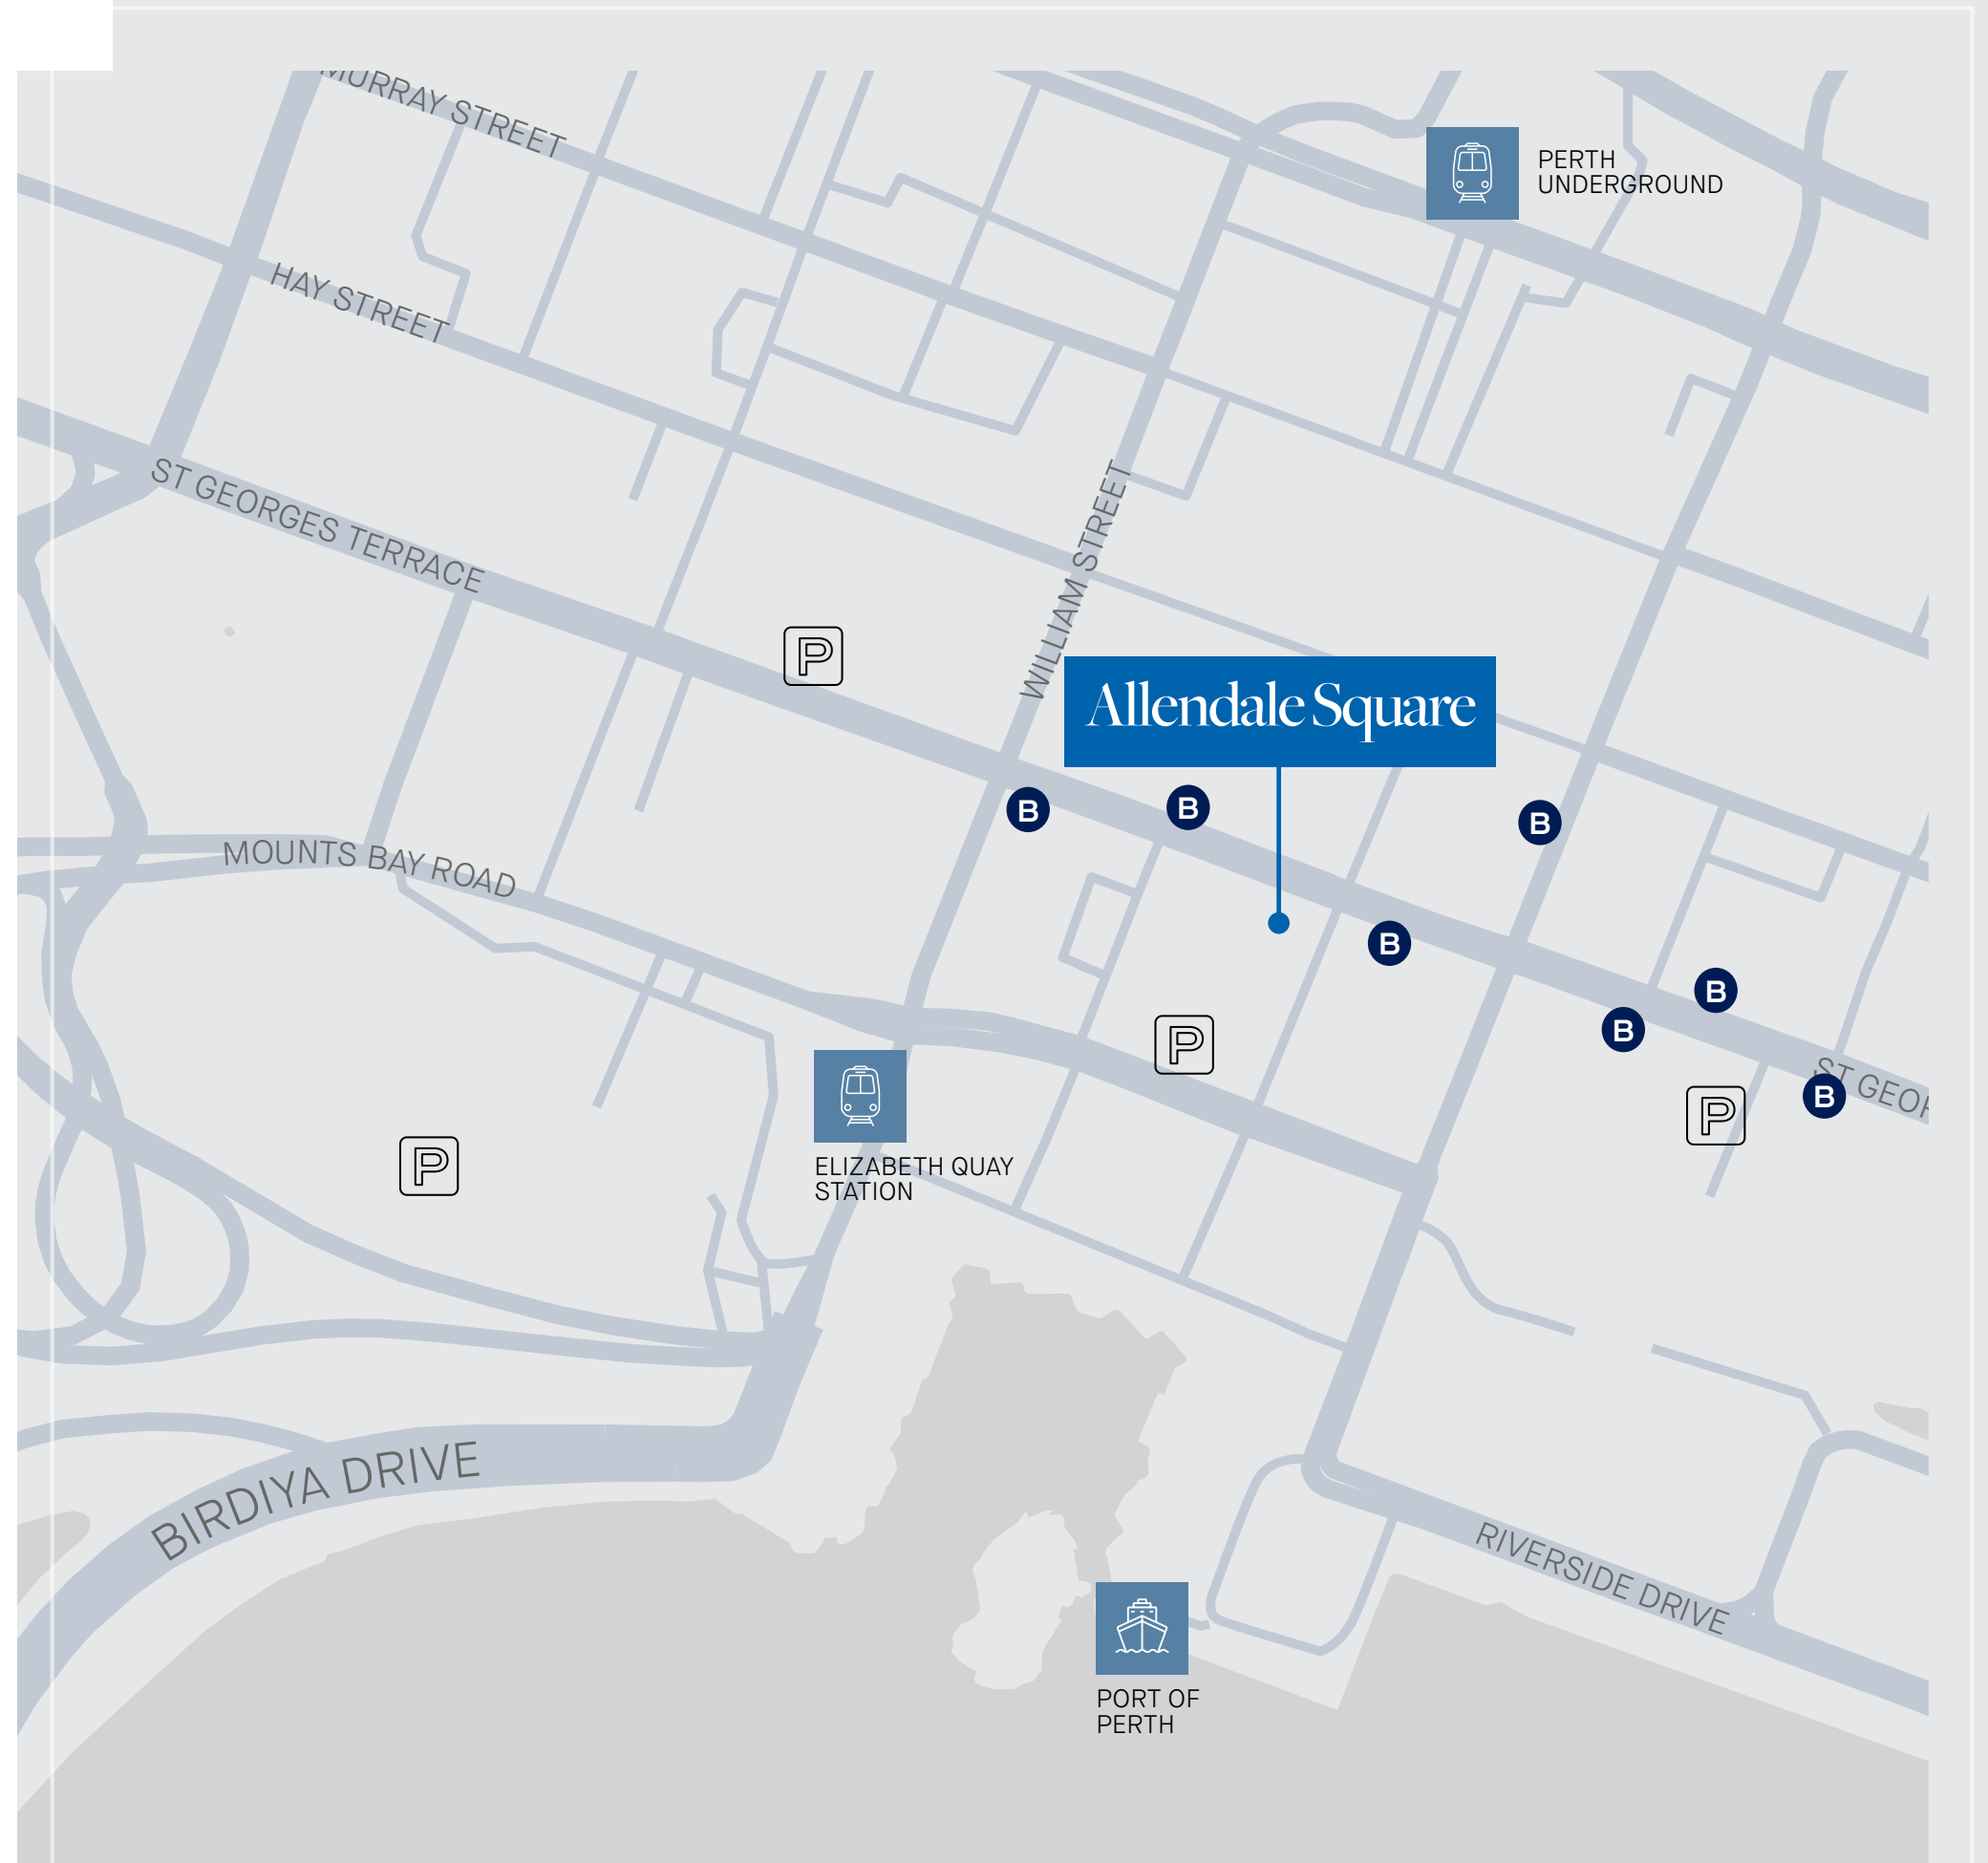 MURRAY STREET
PERTH
UNDERGROUND
HAY STREET
ST GEORGES TERRACE
WILLIAM STREET
P
Allendale Square
B
B
B
MOUNTS BAY ROAD
B
B
B
P
ST GEOR
B
P
P
ELIZABETH QUAY
STATION
BIRDIYA DRIVE
RIVERSIDE DRIVE
PORT OF
PERTH